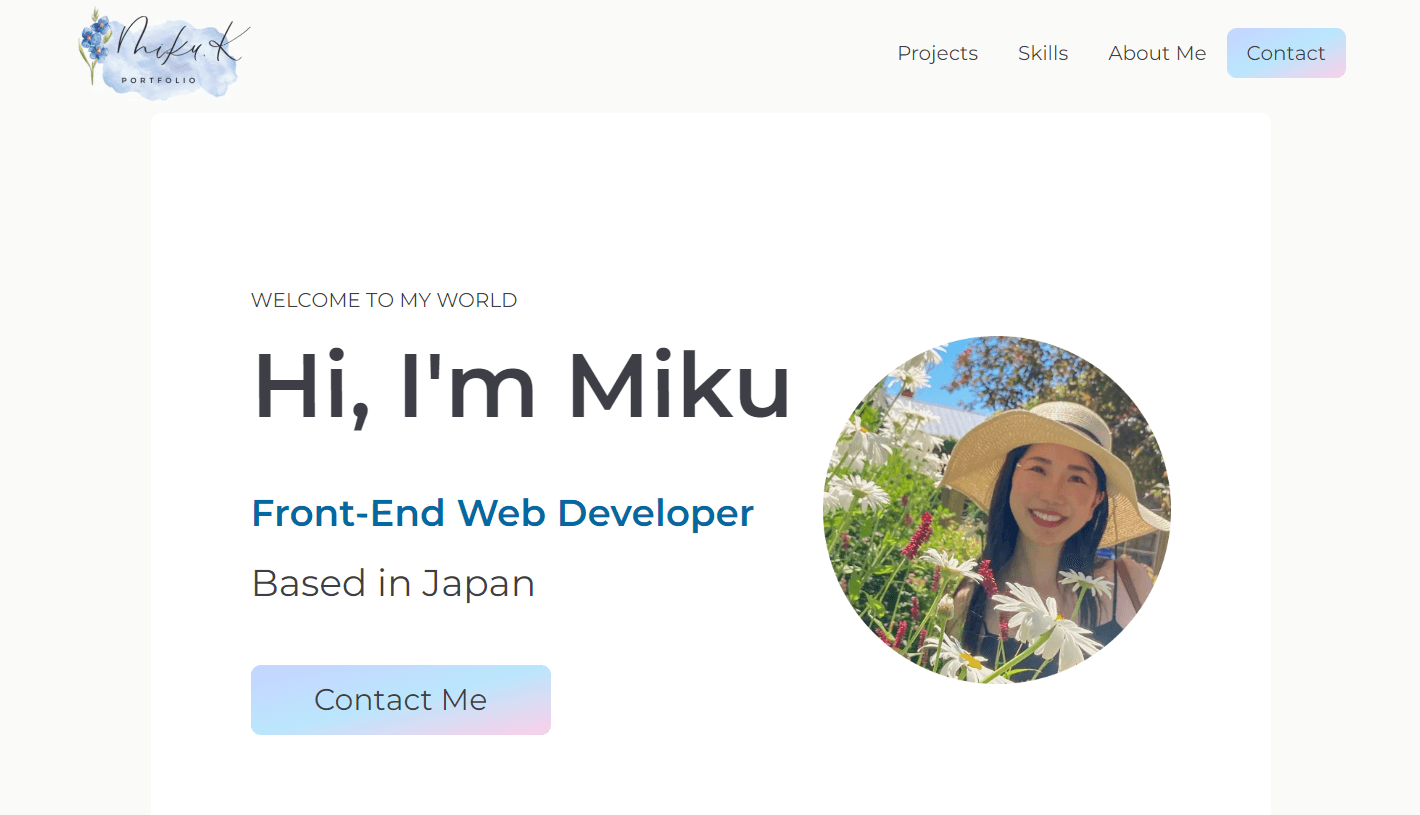 Miku.K
PORTFOLIO
Projects Skills About Me Contact
WELCOME TO MY WORLD
Hi, I'm Miku
Front-End Web Developer
Based in Japan
Contact Me